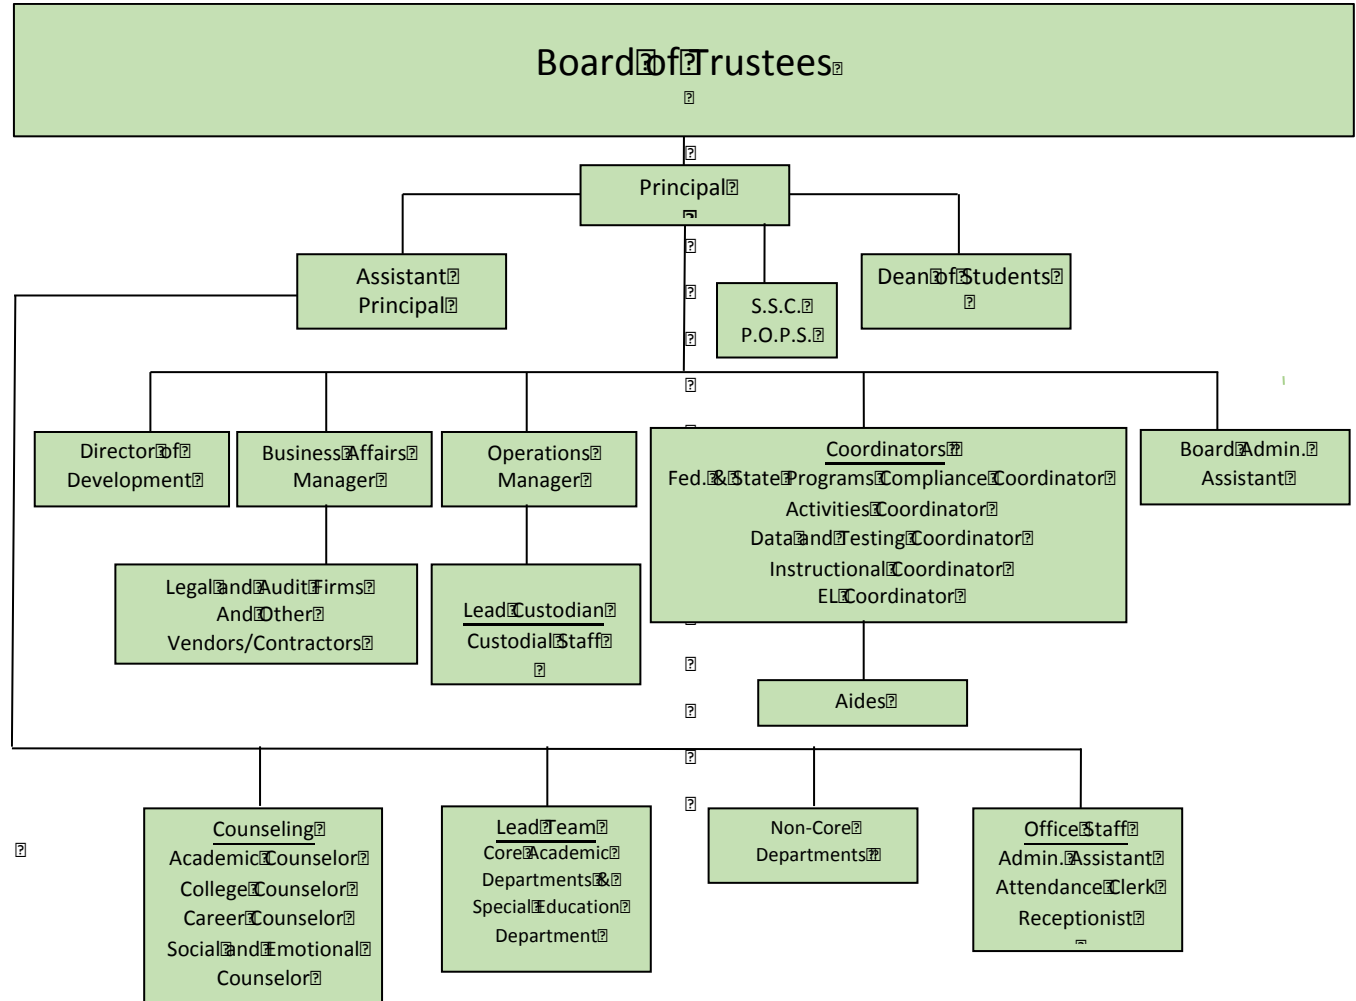 Board of Trustees
Principal
Assistant
Principal
S.S.C.
P.O.P.S.
Dean of Students
Director of
Development
Business Affairs
Manager
Operations
Manager
Coordinators
Fed. & State Programs Compliance Coordinator
Activities Coordinator
Data and Testing Coordinator
Instructional Coordinator
EL Coordinator
Board Admin.
Assistant
Legal and Audit Firms
And Other
Vendors/Contractors
Lead Custodian
Custodial Staff
Aides
Counseling
Academic Counselor
College Counselor
Career Counselor
Social and Emotional
Counselor
Lead Team
Core Academic
Departments &
Special Education
Department
Non-Core
Departments
Office Staff
Admin. Assistant
Attendance Clerk
Receptionist